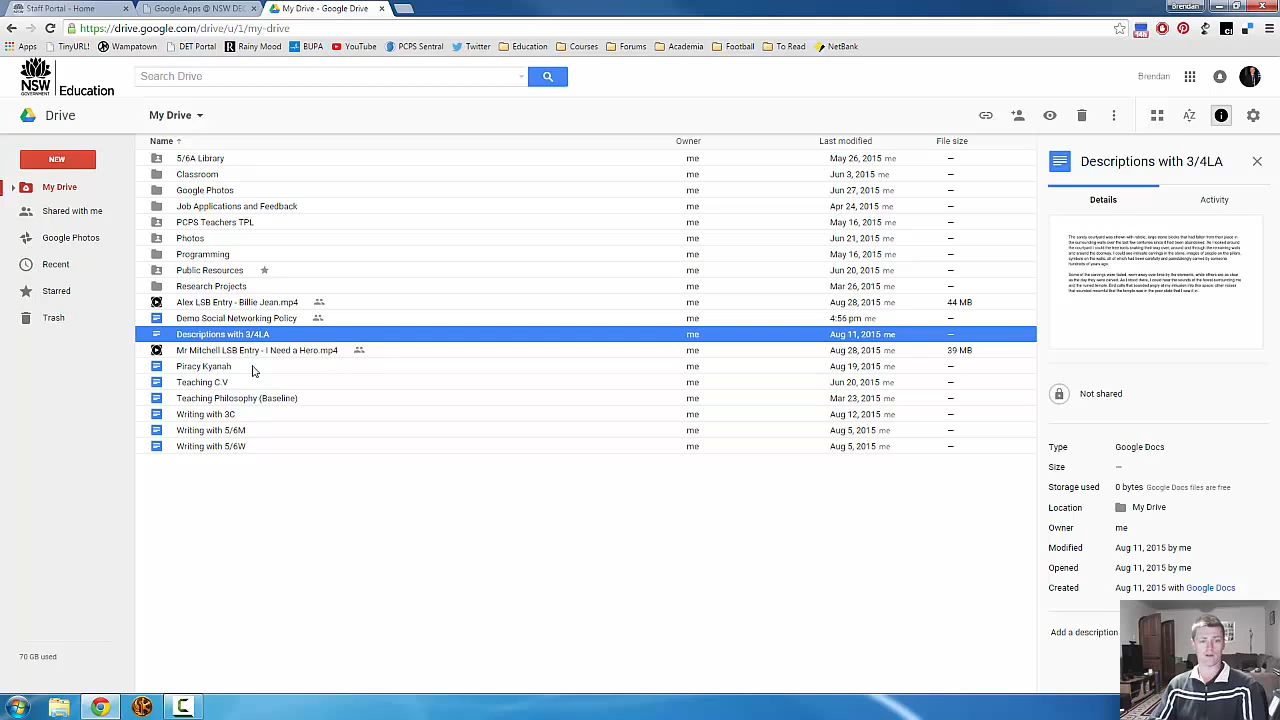 Staff Portal - Home
Google Apps @ NSW DEC
My Drive - Google Drive
Brendan
https://drive.google.com/drive/u/1/my-drive
Apps
TinyURL!
Wampatown
DET Portal
Rainy Mood
BUPA
YouTube
PCPS Sentral
Twitter
Education
Courses
Forums
Academia
Football
To Read
NetBank
NSW
GOVERNMENT
Education
Search Drive
Brendan
Drive
My Drive
NEW
My Drive
Shared with me
Google Photos
Recent
Starred
Trash
70 GB used
Name Owner Last modified File size
5/6A Library me May 26, 2015 me –
Classroom me Jun 3, 2015 me –
Google Photos me Jun 27, 2015 me –
Job Applications and Feedback me Apr 24, 2015 me –
PCPS Teachers TPL me May 16, 2015 me –
Photos me Jun 21, 2015 me –
Programming me May 16, 2015 me –
Public Resources me Jun 20, 2015 me –
Research Projects me Mar 26, 2015 me –
Alex LSB Entry - Billie Jean.mp4 me Aug 28, 2015 me 44 MB
Demo Social Networking Policy me 4:56 pm me –
Descriptions with 3/4LA me Aug 11, 2015 me –
Mr Mitchell LSB Entry - I Need a Hero.mp4 me Aug 28, 2015 me 39 MB
Piracy Kyanah me Aug 19, 2015 me –
Teaching C.V me Jun 20, 2015 me –
Teaching Philosophy (Baseline) me Mar 23, 2015 me –
Writing with 3C me Aug 12, 2015 me –
Writing with 5/6M me Aug 5, 2015 me –
Writing with 5/6W me Aug 5, 2015 me –
Descriptions with 3/4LA
Details
Activity
Not shared
Type Google Docs
Size –
Storage used 0 bytes Google Docs files are free
Location My Drive
Owner me
Modified Aug 11, 2015 by me
Opened Aug 11, 2015 by me
Created Aug 11, 2015 with Google Docs
Add a description